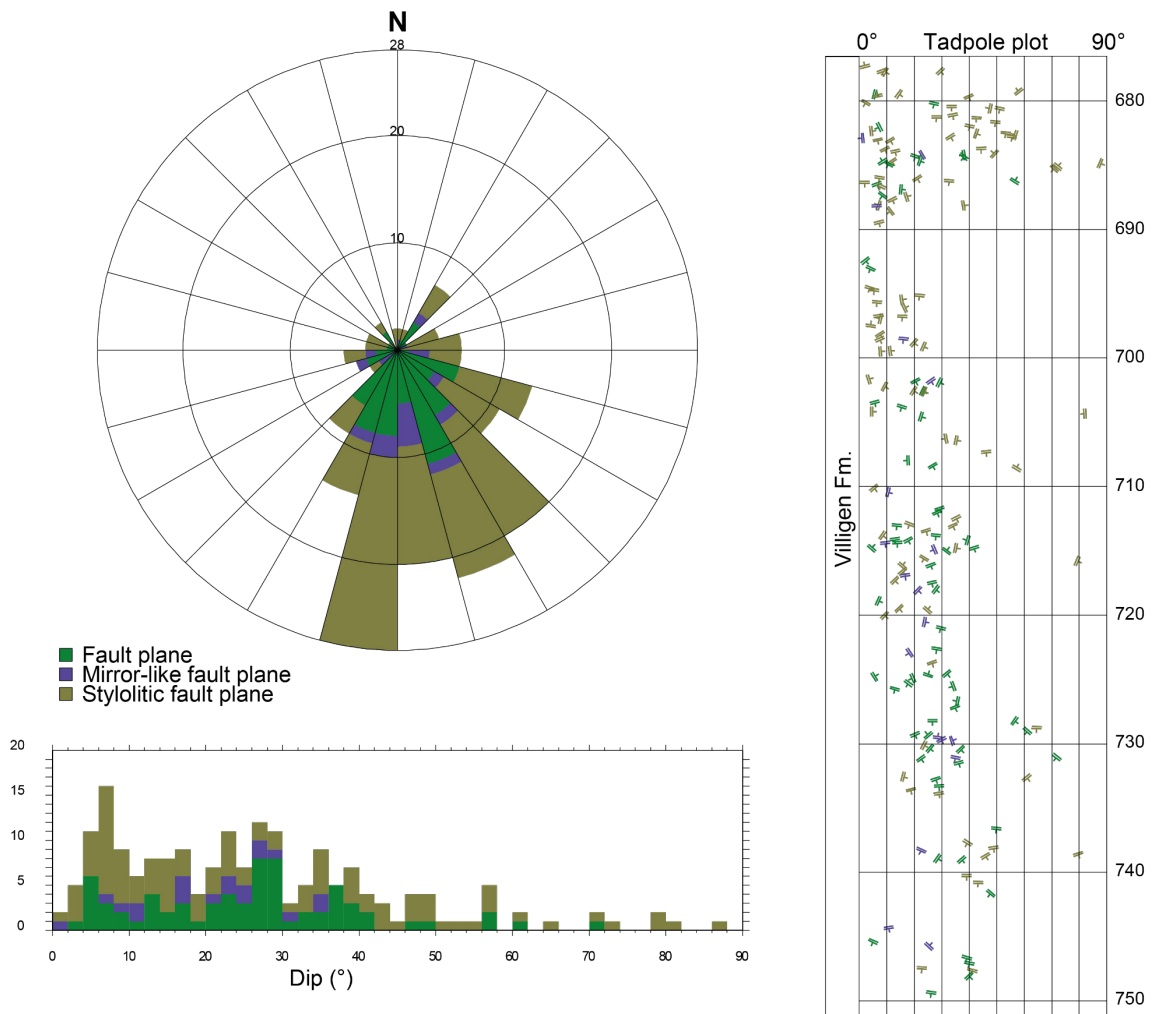 N
28
20
10
Fault plane
Mirror-like fault plane
Stylolitic fault plane
20
15
10
5
0
0 10 20 30 40 50 60 70 80 90
Dip (°)
0° Tadpole plot 90°
Villigen Fm.
680
690
700
710
720
730
740
750